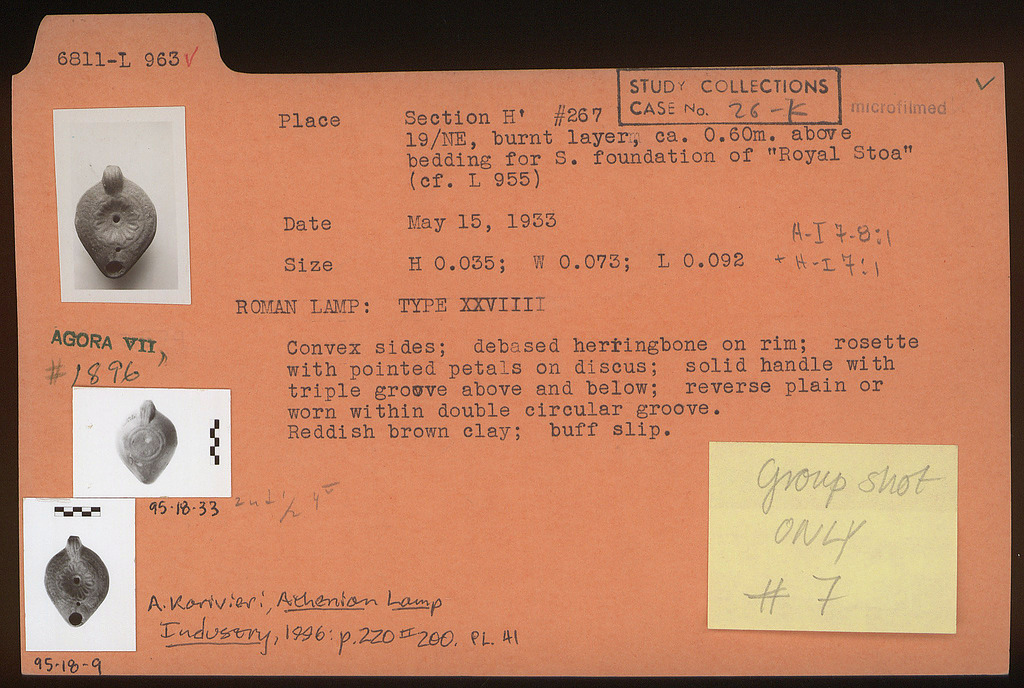 6811-L 963 ✓
STUDY COLLECTIONS
CASE No. 26-K
microfilmed
✓
Place Section H' #267
19/NE, burnt layer, ca. 0.60m. above
bedding for S. foundation of "Royal Stoa"
(cf. L 955)
Date May 15, 1933
H-I 7-8:1
Size H 0.035; W 0.073; L 0.092
+ H-I 7:1
ROMAN LAMP: TYPE XXVIIII
AGORA VII,
#1896
Convex sides; debased herringbone on rim; rosette
with pointed petals on discus; solid handle with
triple groove above and below; reverse plain or
worn within double circular groove.
Reddish brown clay; buff slip.
95-18-33
2nd 1/2 4
Group shot
ONLY
# 7
A. Karivieri, Athenian Lamp
Industry, 1996: p.220 #200. PL. 41
95-18-9